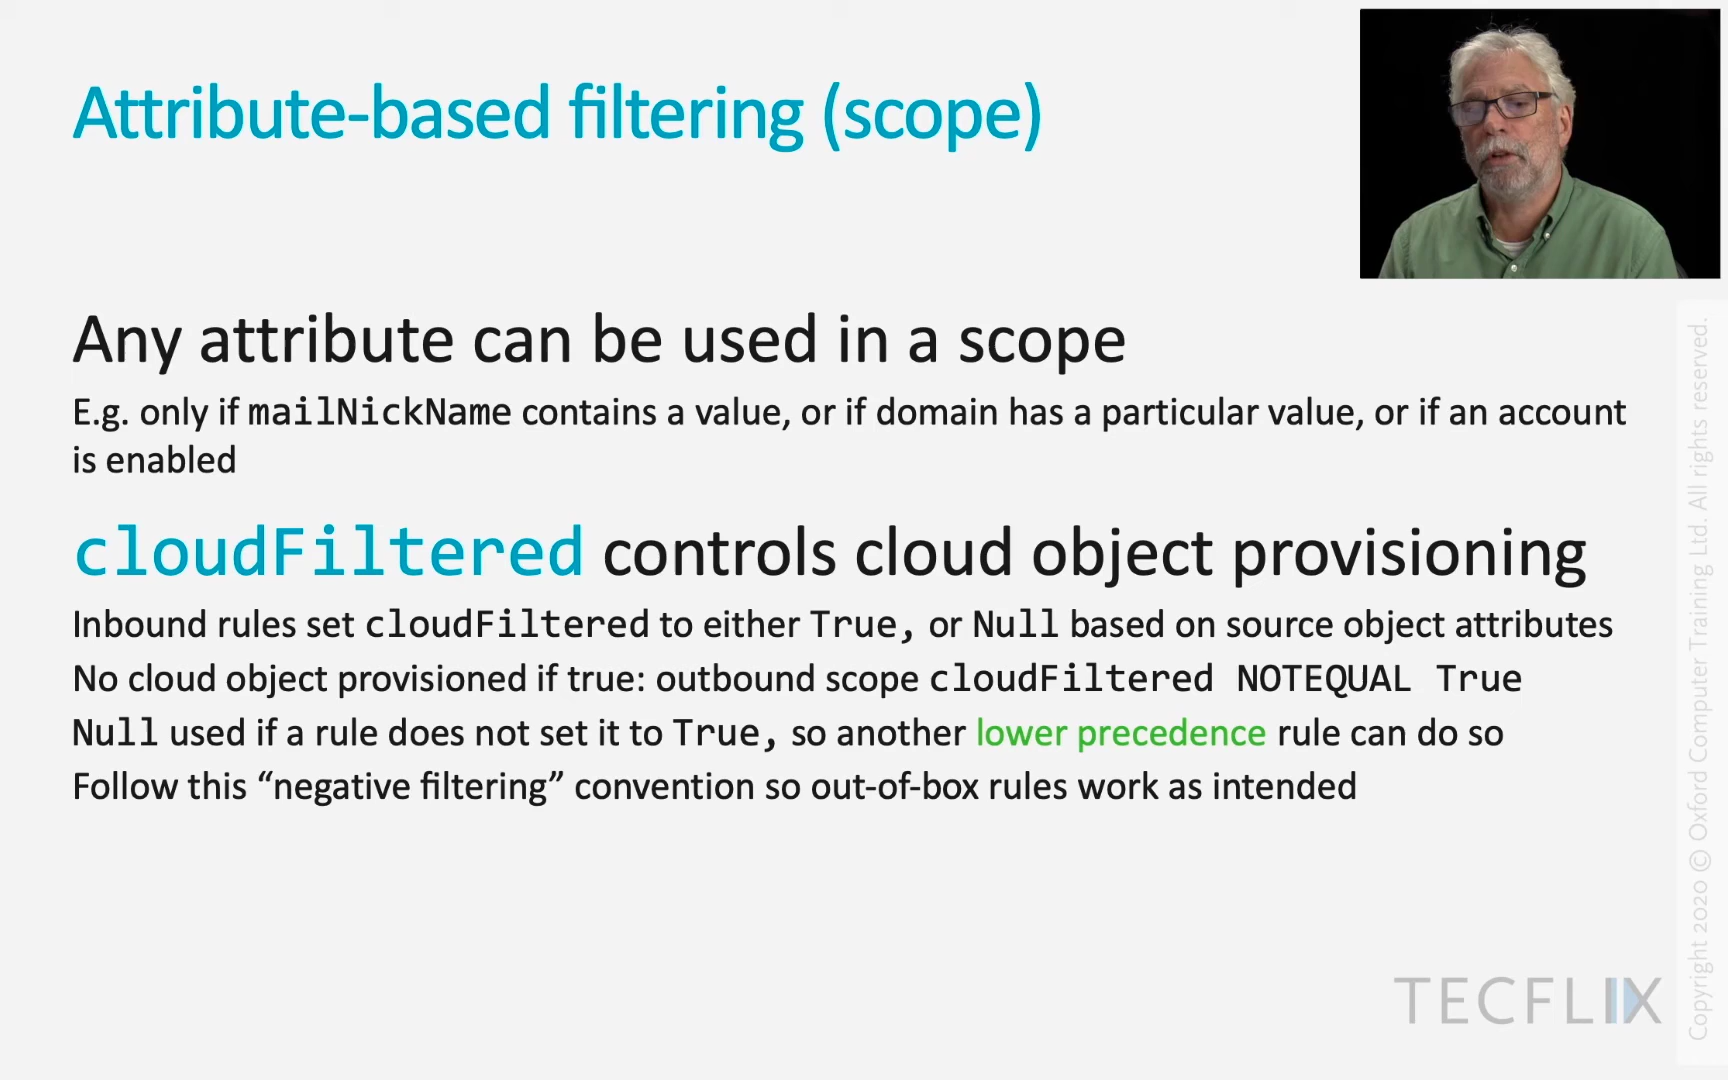 Attribute-based filtering (scope)
Any attribute can be used in a scope
E.g. only if mailNickName contains a value, or if domain has a particular value, or if an account
is enabled
cloudFiltered controls cloud object provisioning
Inbound rules set cloudFiltered to either True, or Null based on source object attributes
No cloud object provisioned if true: outbound scope cloudFiltered NOTEQUAL True
Null used if a rule does not set it to True, so another lower precedence rule can do so
Follow this “negative filtering” convention so out-of-box rules work as intended
TECFLIX
Copyright 2020 © Oxford Computer Training Ltd. All rights reserved.